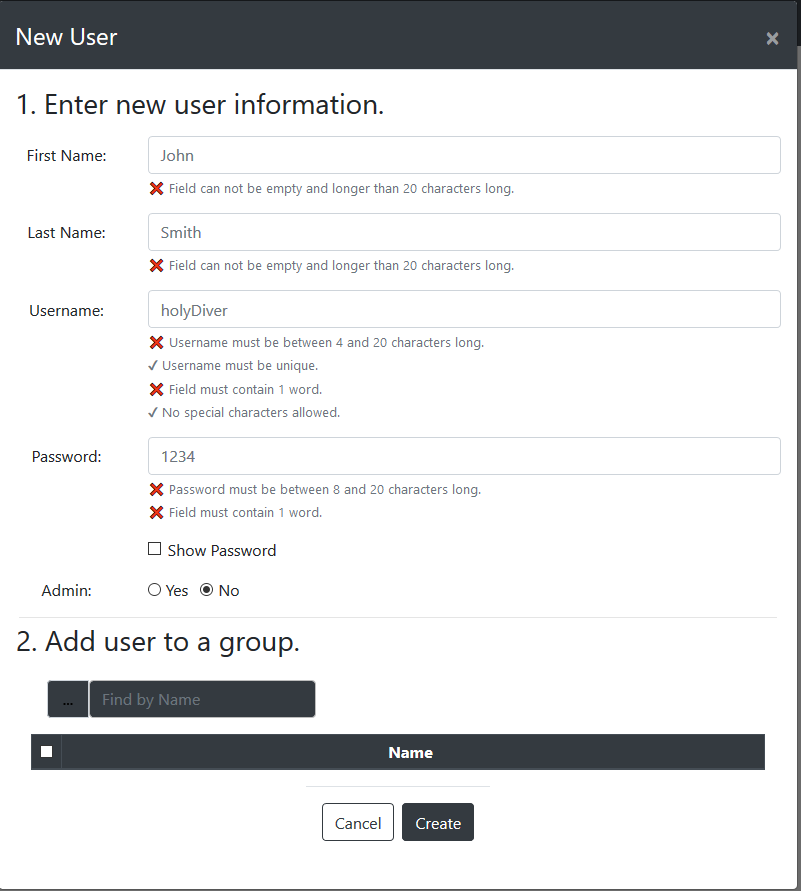 New User ×
1. Enter new user information.
First Name: John
❌ Field can not be empty and longer than 20 characters long.
Last Name: Smith
❌ Field can not be empty and longer than 20 characters long.
Username: holyDiver
❌ Username must be between 4 and 20 characters long.
✓ Username must be unique.
❌ Field must contain 1 word.
✓ No special characters allowed.
Password: 1234
❌ Password must be between 8 and 20 characters long.
❌ Field must contain 1 word.
Show Password
Admin: Yes No
2. Add user to a group.
... Find by Name
Name
Cancel Create